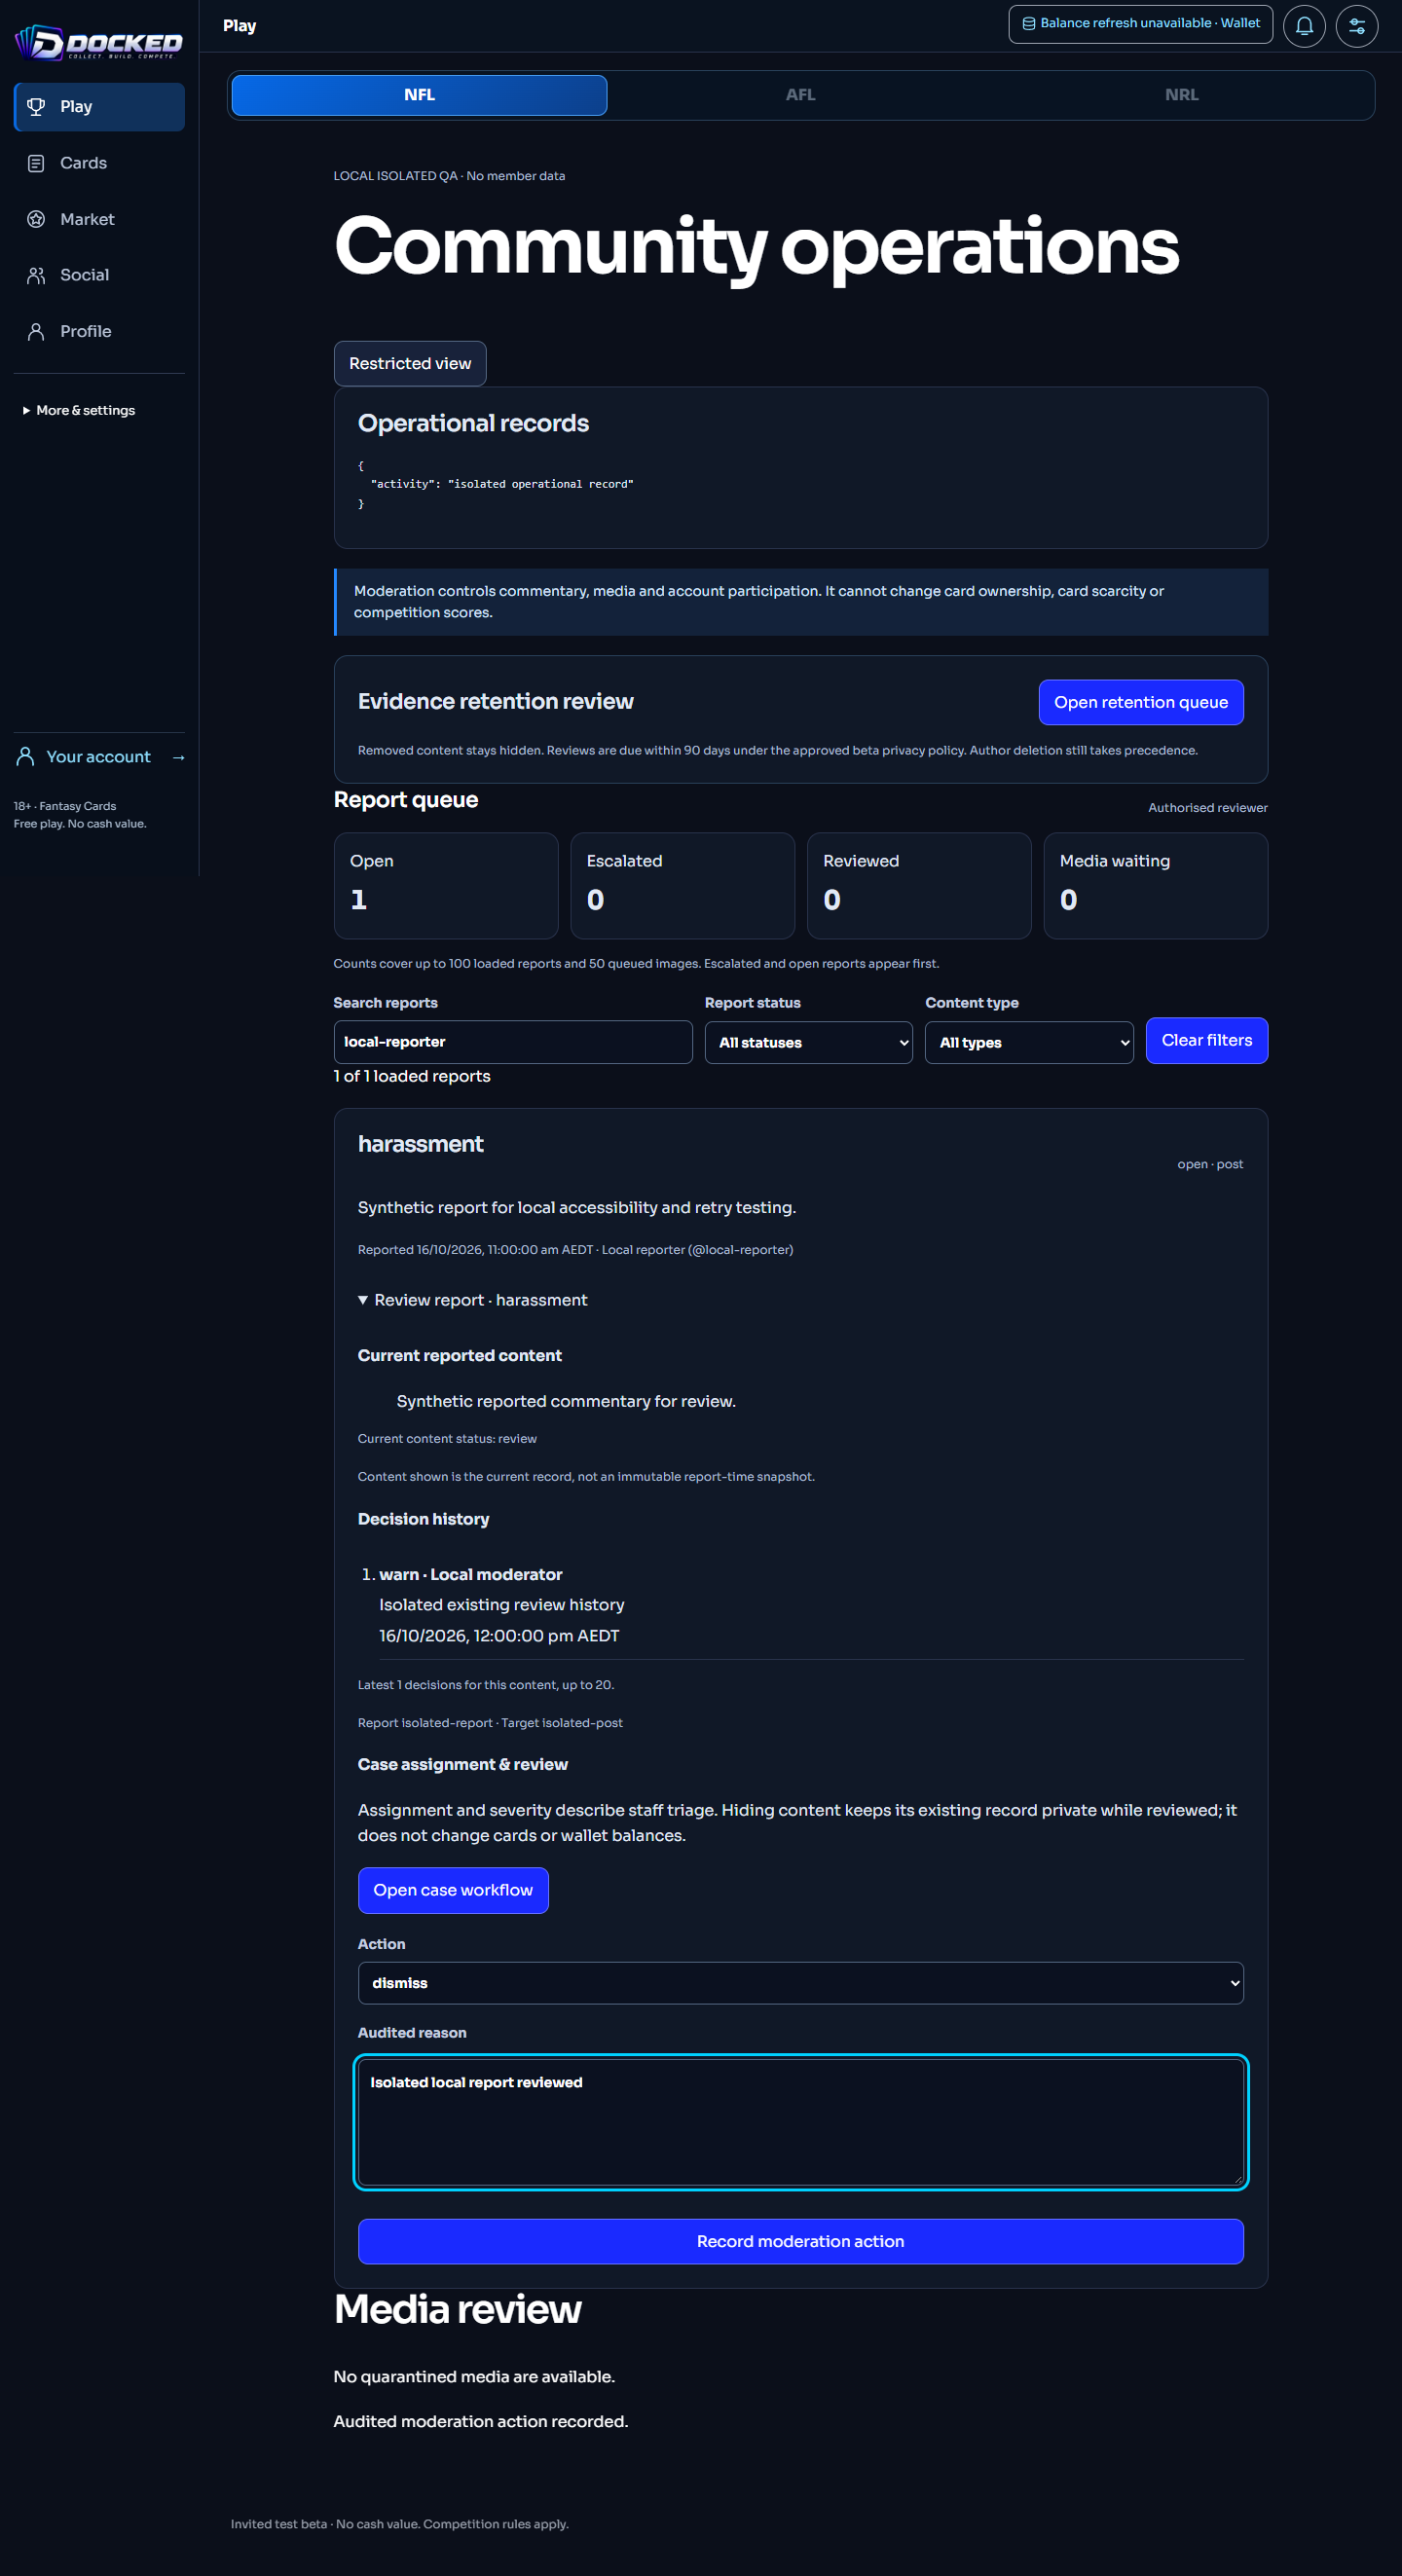 DOCKED
COLLECT. BUILD. COMPETE.
Play
Balance refresh unavailable · Wallet
Play
Cards
Market
Social
Profile
More & settings
Your account →
18+ · Fantasy Cards
Free play. No cash value.
NFL
AFL
NRL
LOCAL ISOLATED QA · No member data
Community operations
Restricted view
Operational records
{
"activity": "isolated operational record"
}
Moderation controls commentary, media and account participation. It cannot change card ownership, card scarcity or
competition scores.
Evidence retention review
Open retention queue
Removed content stays hidden. Reviews are due within 90 days under the approved beta privacy policy. Author deletion still takes precedence.
Report queue
Authorised reviewer
Open
1
Escalated
0
Reviewed
0
Media waiting
0
Counts cover up to 100 loaded reports and 50 queued images. Escalated and open reports appear first.
Search reports
local-reporter
Report status
All statuses
Content type
All types
Clear filters
1 of 1 loaded reports
harassment
open · post
Synthetic report for local accessibility and retry testing.
Reported 16/10/2026, 11:00:00 am AEDT · Local reporter (@local-reporter)
Review report · harassment
Current reported content
Synthetic reported commentary for review.
Current content status: review
Content shown is the current record, not an immutable report-time snapshot.
Decision history
1. warn · Local moderator
Isolated existing review history
16/10/2026, 12:00:00 pm AEDT
Latest 1 decisions for this content, up to 20.
Report isolated-report · Target isolated-post
Case assignment & review
Assignment and severity describe staff triage. Hiding content keeps its existing record private while reviewed; it
does not change cards or wallet balances.
Open case workflow
Action
dismiss
Audited reason
Isolated local report reviewed
Record moderation action
Media review
No quarantined media are available.
Audited moderation action recorded.
Invited test beta · No cash value. Competition rules apply.